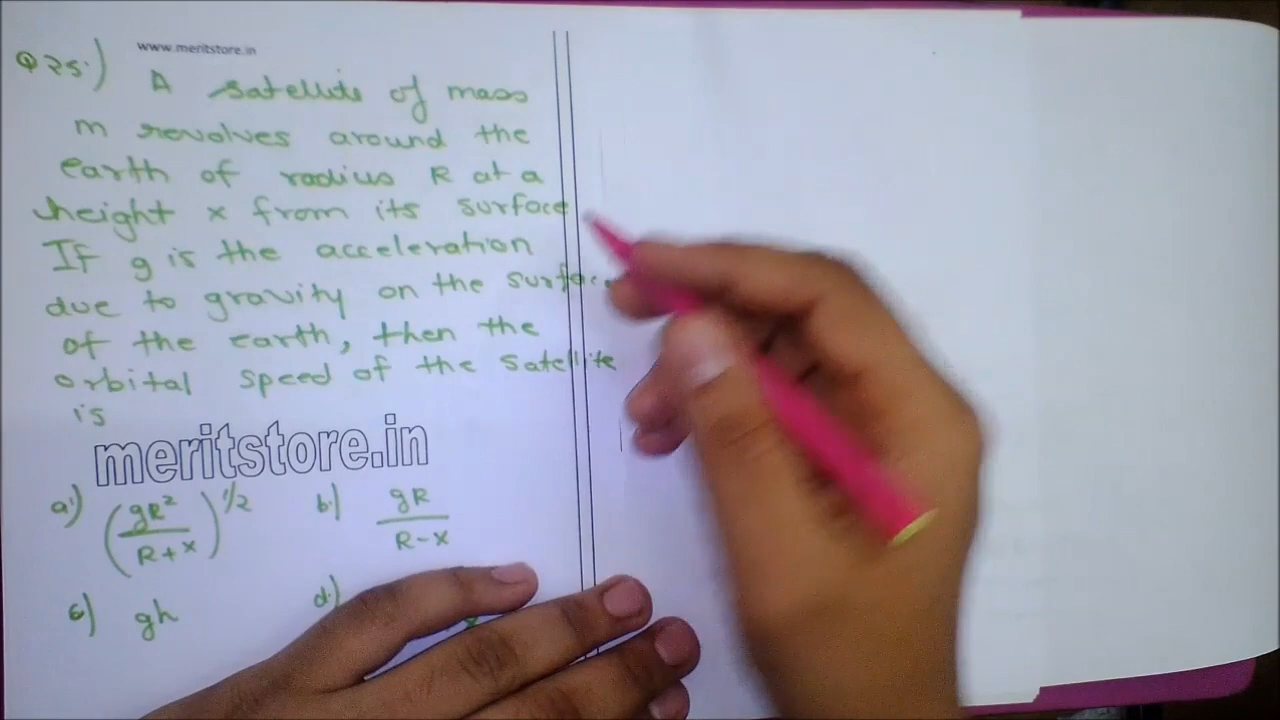 www.meritstore.in
Q 25.) A satellite of mass
m revolves around the
earth of radius R at a
height x from its surface
If g is the acceleration
due to gravity on the
of the earth, then the
orbital speed of the satellite
is
meritstore.in
a) (gR²/R+x)^1/2 b) gR/R-x
c) gh d)